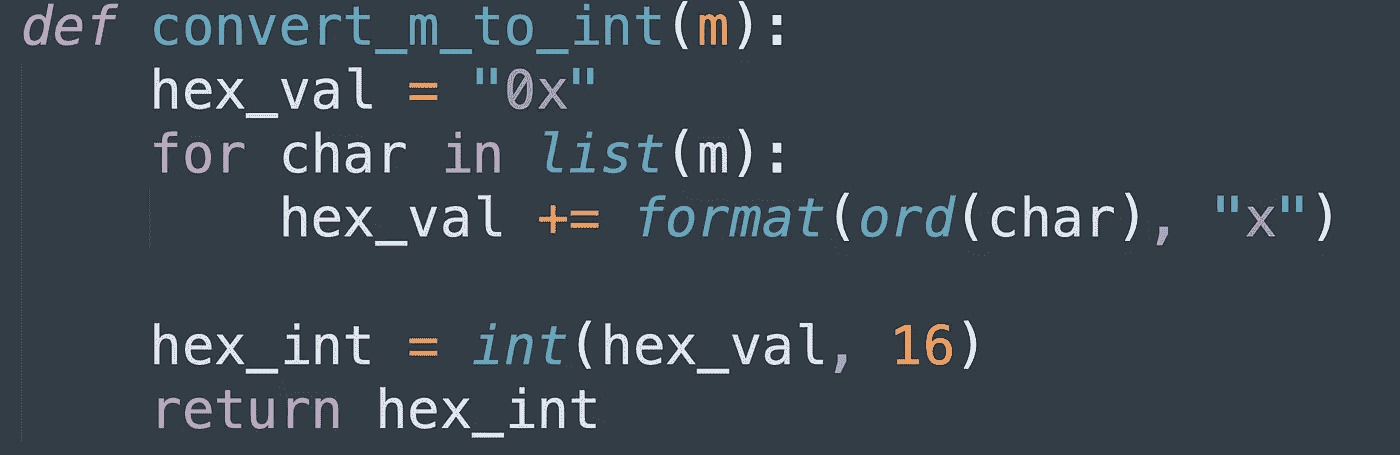 def convert_m_to_int(m):
    hex_val = "0x"
    for char in list(m):
        hex_val += format(ord(char), "x")

    hex_int = int(hex_val, 16)
    return hex_int